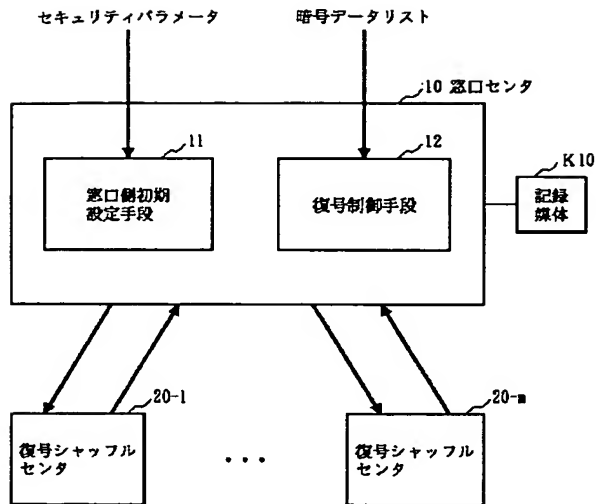 セキュリティパラメータ
暗号データリスト
10 窓口センタ
11
12
K10
窓口側初期
設定手段
復号制御手段
記録
媒体
20-1
20-m
復号シャッフル
センタ
・・・
復号シャッフル
センタ